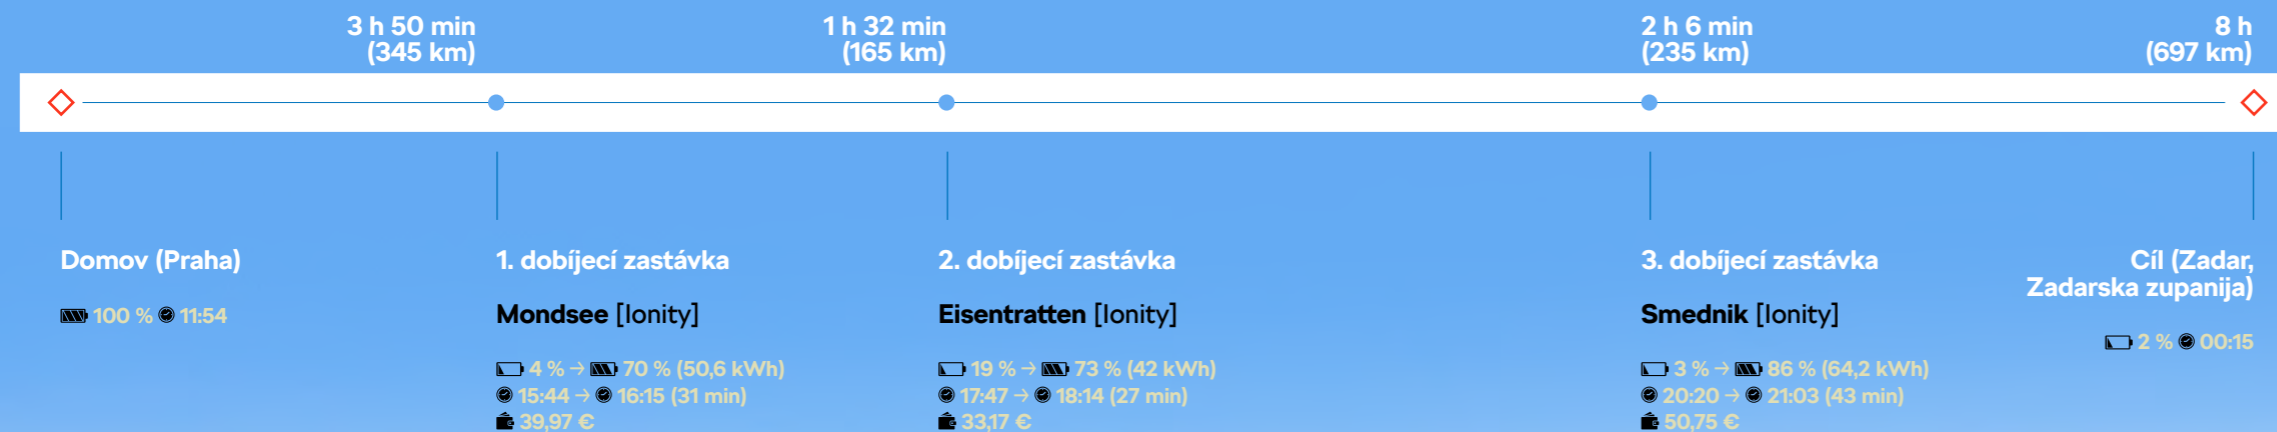 3 h 50 min
(345 km)
1 h 32 min
(165 km)
2 h 6 min
(235 km)
8 h
(697 km)
Domov (Praha)
100 % 11:54
1. dobíjecí zastávka
Mondsee [Ionity]
4 % → 70 % (50,6 kWh)
15:44 → 16:15 (31 min)
39,97 €
2. dobíjecí zastávka
Eisentratten [Ionity]
19 % → 73 % (42 kWh)
17:47 → 18:14 (27 min)
33,17 €
3. dobíjecí zastávka
Smednik [Ionity]
3 % → 86 % (64,2 kWh)
20:20 → 21:03 (43 min)
50,75 €
Cíl (Zadar,
Zadarska zupanija)
2 % 00:15